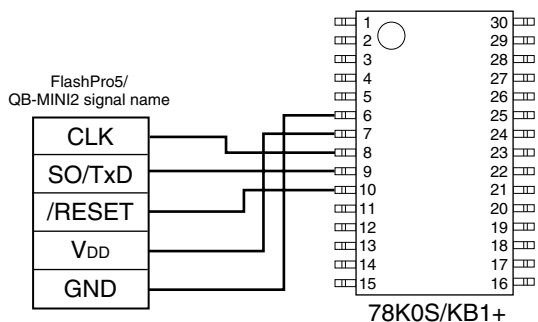 FlashPro5/
QB-MINI2 signal name
CLK
SO/TxD
/RESET
VDD
GND
1 30
2 29
3 28
4 27
5 26
6 25
7 24
8 23
9 22
10 21
11 20
12 19
13 18
14 17
15 16
78K0S/KB1+